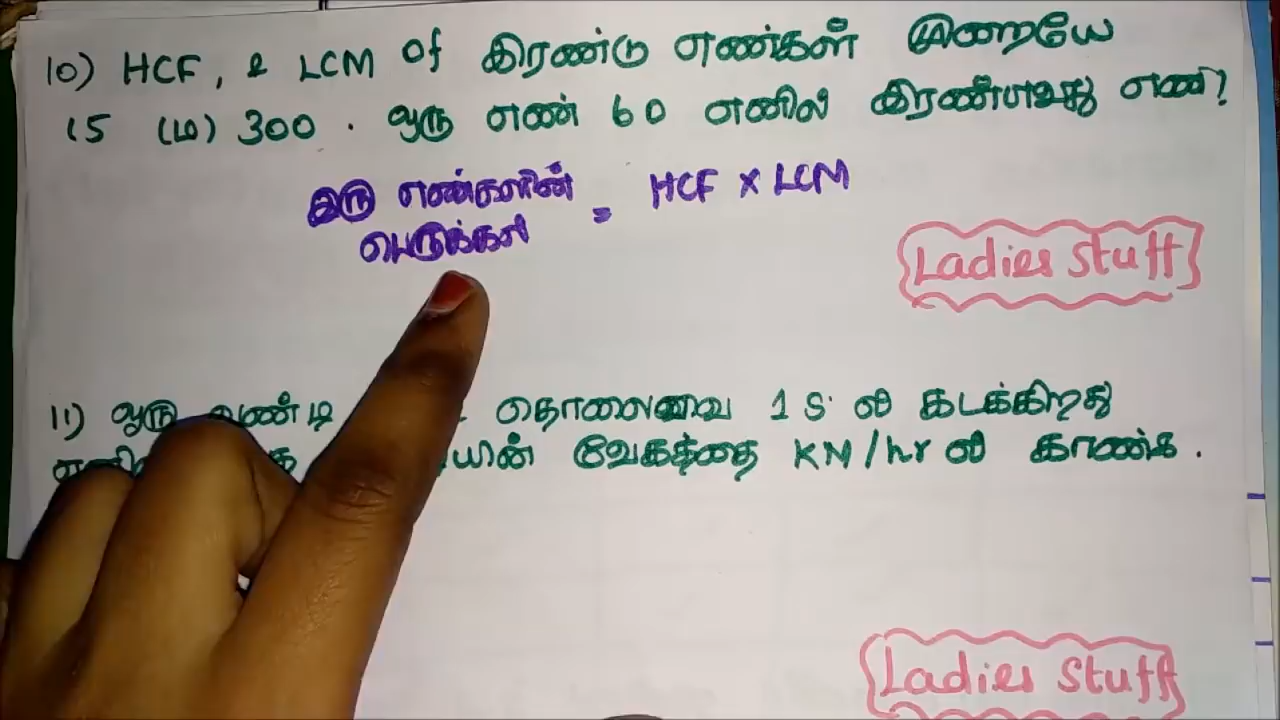 10) HCF, & LCM of இரண்டு எண்கள் முறையே
15 (ம) 300. ஒரு எண் 60 எனில் இரண்டாவது எண்?
இரு எண்களின் = HCF x LCM
பெருக்கல்
Ladies Stuff
11) ஒரு வண்டி தொலைவை 1 S ல் கடக்கிறது
வேகத்தை KM/hr ல் காண்க.
Ladies Stuff